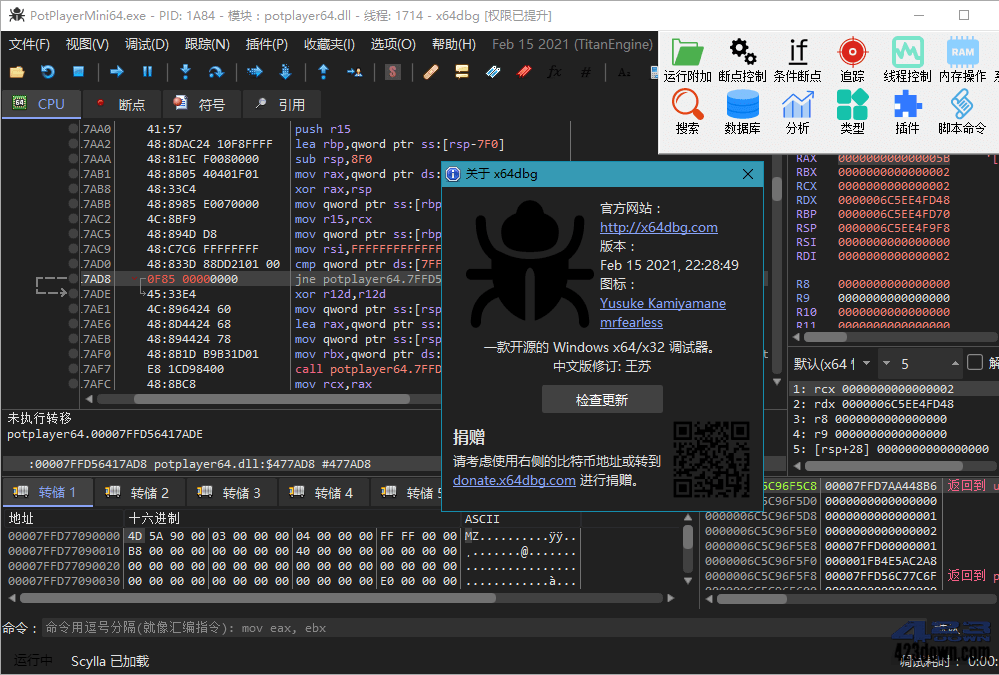 PotPlayerMini64.exe - PID: 1A84 - 模块：potplayer64.dll - 线程: 1714 - x64dbg [权限已提升]
文件(F) 视图(V) 调试(D) 跟踪(N) 插件(P) 收藏夹(I) 选项(O) 帮助(H) Feb 15 2021 (TitanEngine)
运行附加 断点控制 条件断点 追踪 线程控制 内存操作
搜索 数据库 分析 类型 插件 脚本命令
CPU 断点 符号 引用
.7AA0 41:57 push r15
.7AA2 48:8DAC24 10F8FFFF lea rbp,qword ptr ss:[rsp-7F0]
.7AAA 48:81EC F0080000 sub rsp,8F0
.7AB1 48:8B05 40401F01 mov rax,qword ptr ds:
.7AB8 48:33C4 xor rax,rsp
.7ABB 48:8985 E0070000 mov qword ptr ss:[rbp
.7AC2 4C:8BF9 mov r15,rcx
.7AC5 48:894D D8 mov qword ptr ss:[rbp
.7AC9 48:C7C6 FFFFFFFF mov rsi,FFFFFFFFFFFFF
.7AD0 48:833D 88DD2101 00 cmp qword ptr ds:[7FF
.7AD8 0F85 00000000 jne potplayer64.7FFD5
.7ADE 45:33E4 xor r12d,r12d
.7AE1 4C:896424 60 mov qword ptr ss:[rsp
.7AE6 48:8D4424 68 lea rax,qword ptr ss:
.7AEB 48:894424 78 mov qword ptr ss:[rsp
.7AF0 48:8B1D B9B31D01 mov rbx,qword ptr ds:
.7AF7 E8 1CD98400 call potplayer64.7FFD
.7AFC 48:8BC8 mov rcx,rax
未执行转移
potplayer64.00007FFD56417ADE
:00007FFD56417AD8 potplayer64.dll:$477AD8 #477AD8
关于 x64dbg
官方网站：
http://x64dbg.com
版本：
Feb 15 2021, 22:28:49
图标：
Yusuke Kamiyamane
mrfearless
一款开源的 Windows x64/x32 调试器。
中文版修订: 王苏
检查更新
捐赠
请考虑使用右侧的比特币地址或转到
donate.x64dbg.com 进行捐赠。
RAX 000000000000005B
RBX 0000000000000002
RCX 0000000000000002
RDX 0000006C5EE4FD48
RBP 0000006C5EE4FD70
RSP 0000006C5EE4F9F8
RSI 0000000000000000
RDI 0000000000000000
R8 0000000000000000
R9 0000000000000000
R10 0000000000000000
R11 0000000000000000
默认(x64 5 解
1: rcx 0000000000000002
2: rdx 0000006C5EE4FD48
3: r8 0000000000000000
4: r9 0000000000000000
5: [rsp+28] 0000000000000000
转储 1 转储 2 转储 3 转储 4 转储 5
地址 十六进制 ASCII
00007FFD77090000 4D 5A 90 00 03 00 00 00 04 00 00 00 FF FF 00 00 MZ..........ÿÿ..
00007FFD77090010 B8 00 00 00 00 00 00 00 40 00 00 00 00 00 00 00 ¸.......@.......
00007FFD77090020 00 00 00 00 00 00 00 00 00 00 00 00 00 00 00 00 ................
00007FFD77090030 00 00 00 00 00 00 00 00 00 00 00 00 E0 00 00 00 ............à...
5C96F5C8 00007FFD7AA448B6 返回到 u
0000006C5C96F5D0 0000000000000000
0000006C5C96F5D8 0000000000000001
0000006C5C96F5E0 0000000000000002
0000006C5C96F5E8 00007FFD00000001
0000006C5C96F5F0 000001FB4E5AC2A8
0000006C5C96F5F8 00007FFD56C77C6F 返回到 p
命令： 命令用逗号分隔(就像汇编指令): mov eax, ebx
运行中 Scylla 已加载
423down.com
调试耗时： 0:00: